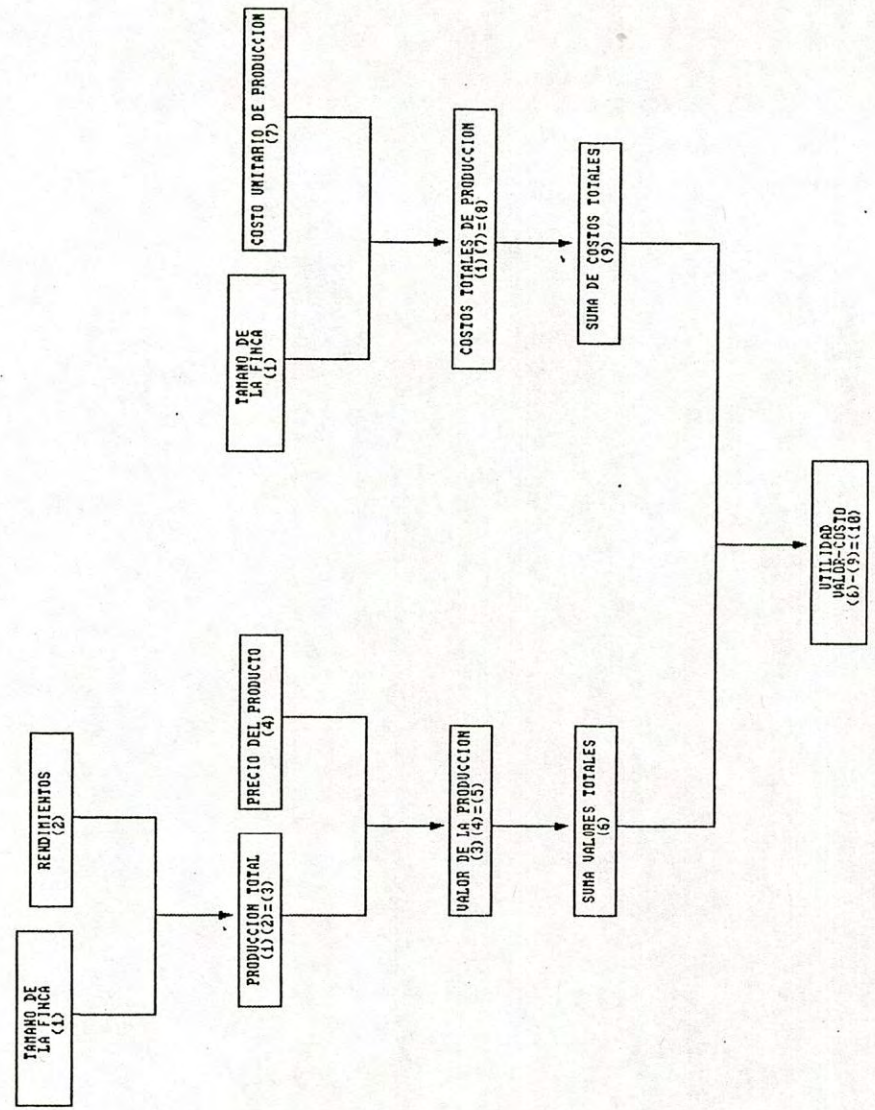 TAMANO DE
LA FINCA
(1)
RENDIMIENTOS
(2)
PRODUCCION TOTAL
(1)(2)=(3)
PRECIO DEL PRODUCTO
(4)
TAMANO DE
LA FINCA
(1)
COSTO UNITARIO DE PRODUCCION
(7)
VALOR DE LA PRODUCCION
(3)(4)=(5)
COSTOS TOTALES DE PRODUCCION
(1)(7)=(8)
SUMA VALORES TOTALES
(6)
SUMA DE COSTOS TOTALES
(9)
UTILIDAD
VALOR-COSTO
(6)-(9)=(10)